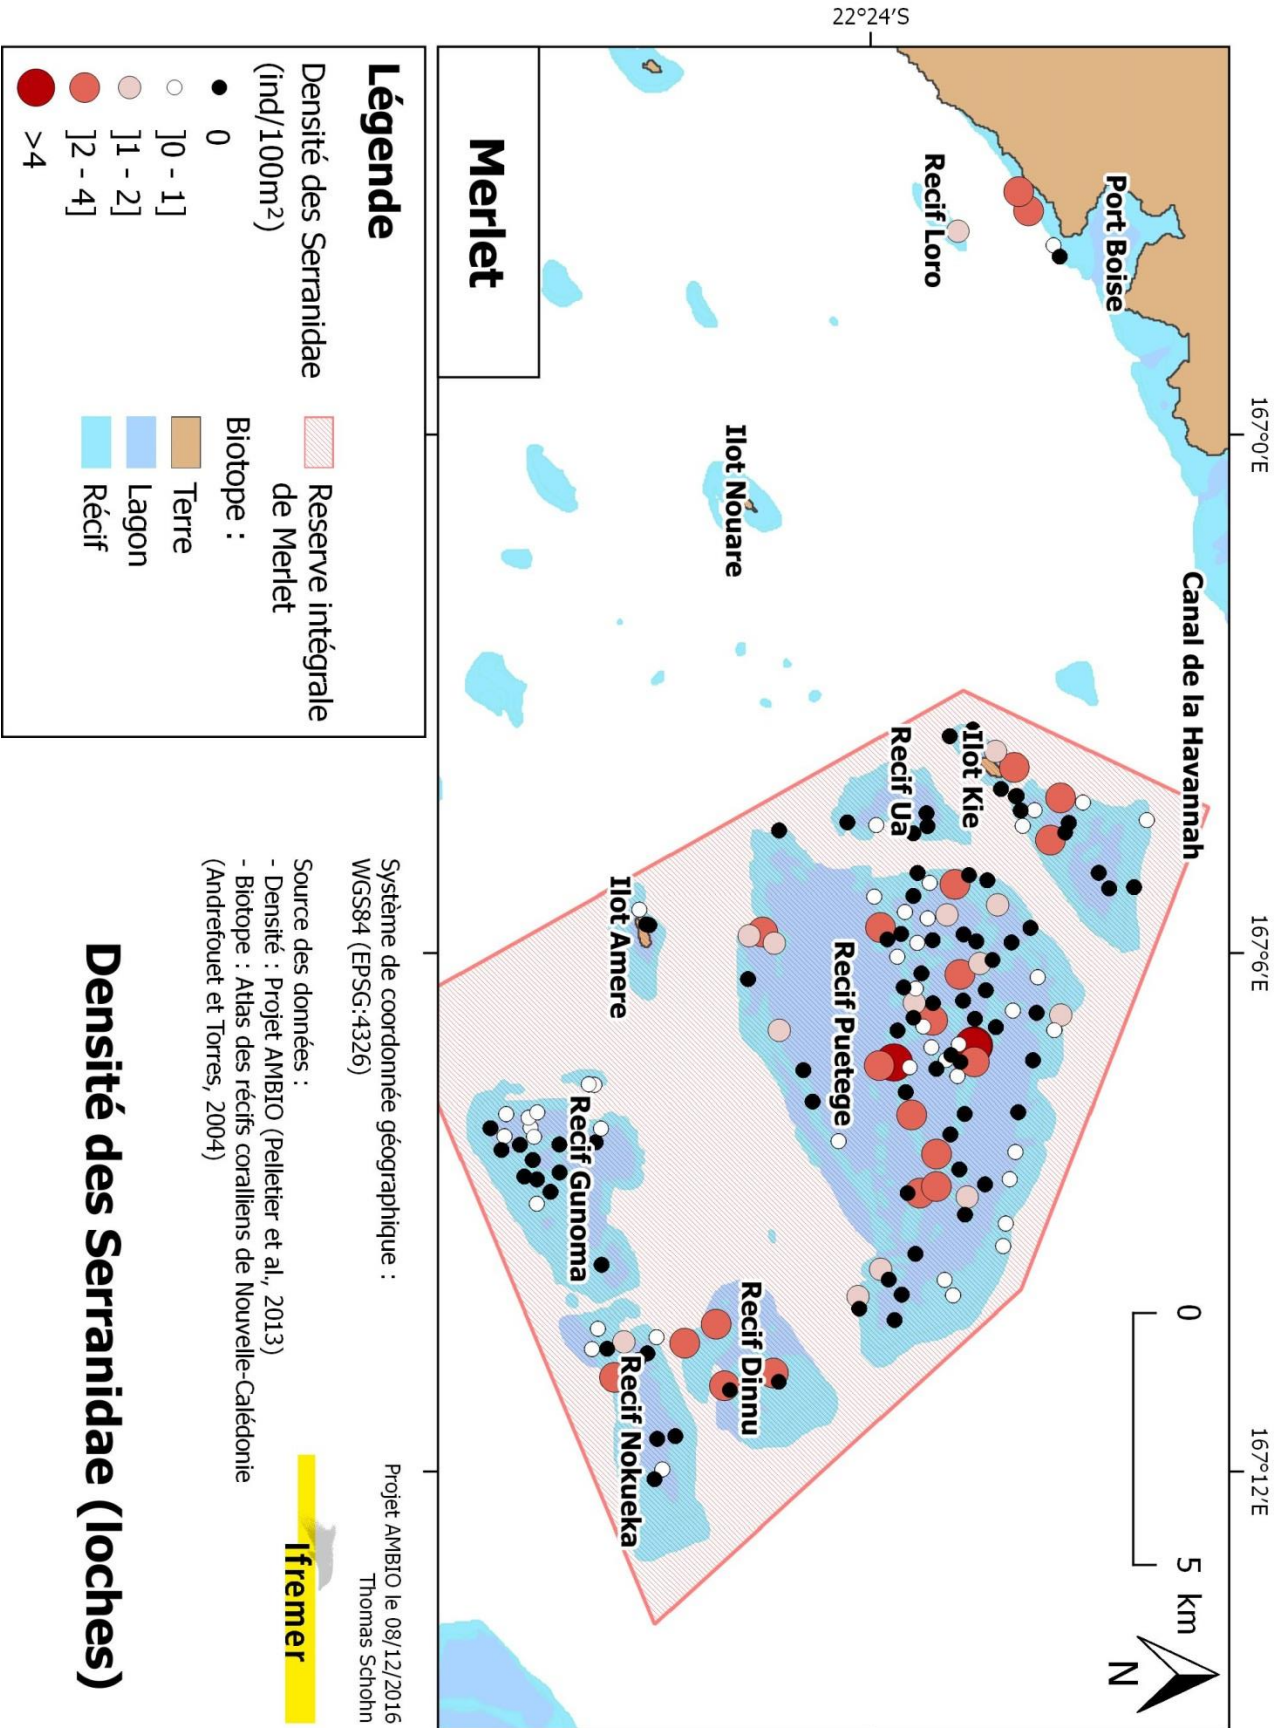 167°0'E
167°6'E
167°12'E
22°24'S
Canal de la Havannah
0
5 km
N
Port Boise
Recif Loro
Ilot Nouare
Ilot Kie
Recif Ua
Recif Puetege
Ilot Amere
Recif Gunoma
Recif Dinnu
Recif Nokueka
Merlet
Légende
Densité des Serranidae
(ind/100m²)
0
]0 - 1]
]1 - 2]
]2 - 4]
>4
Reserve intégrale
de Merlet
Biotope :
Terre
Lagon
Récif
Système de coordonnée géographique :
WGS84 (EPSG:4326)
Source des données :
- Densité : Projet AMBIO (Pelletier et al., 2013)
- Biotope : Atlas des récifs coralliens de Nouvelle-Calédonie
(Andrefouet et Torres, 2004)
Projet AMBIO le 08/12/2016
Thomas Schohn
Ifremer
Densité des Serranidae (loches)